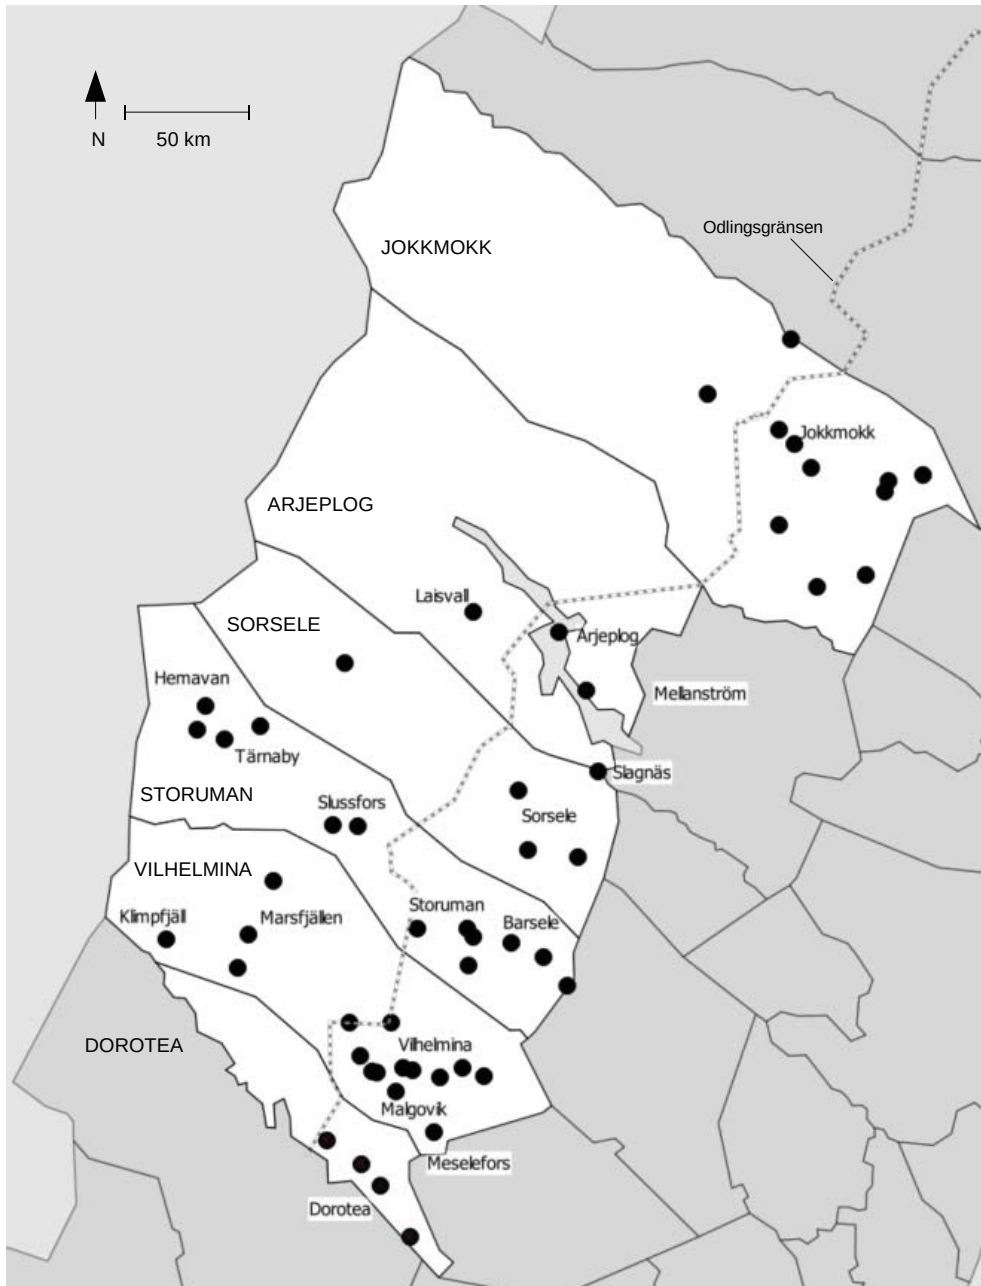 N
50 km
Odlingsgränsen
JOKKMOKK
Jokkmokk
ARJEPLOG
Laisvall
SORSELE
Arjeplog
Hemavan
Mellanström
Tärnaby
Slagnäs
STORUMAN
Slussfors
Sorsele
VILHELMINA
Storuman
Klimpfjäll
Marsfjällen
Barsele
DOROTEA
Vilhelmina
Malgovik
Meselefors
Dorotea